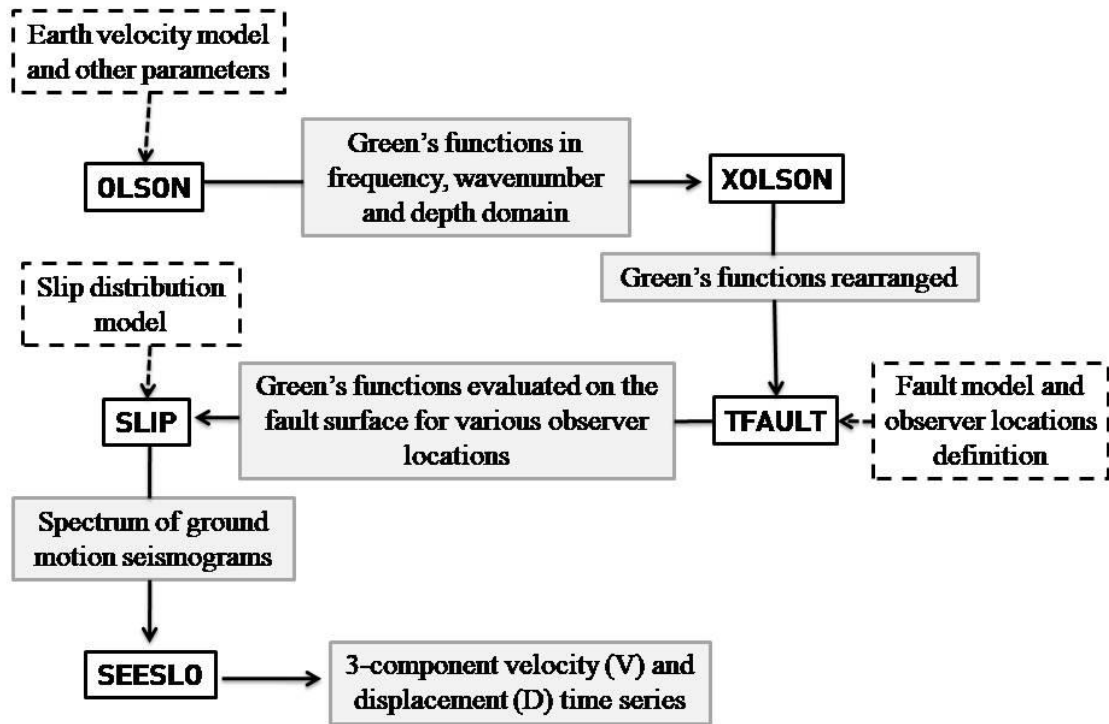 Earth velocity model
and other parameters
OLSON
Green's functions in
frequency, wavenumber
and depth domain
XOLSON
Green's functions rearranged
Slip distribution
model
SLIP
Green's functions evaluated on the
fault surface for various observer
locations
TFAULT
Fault model and
observer locations
definition
Spectrum of ground
motion seismograms
SEESLO
3-component velocity (V) and
displacement (D) time series